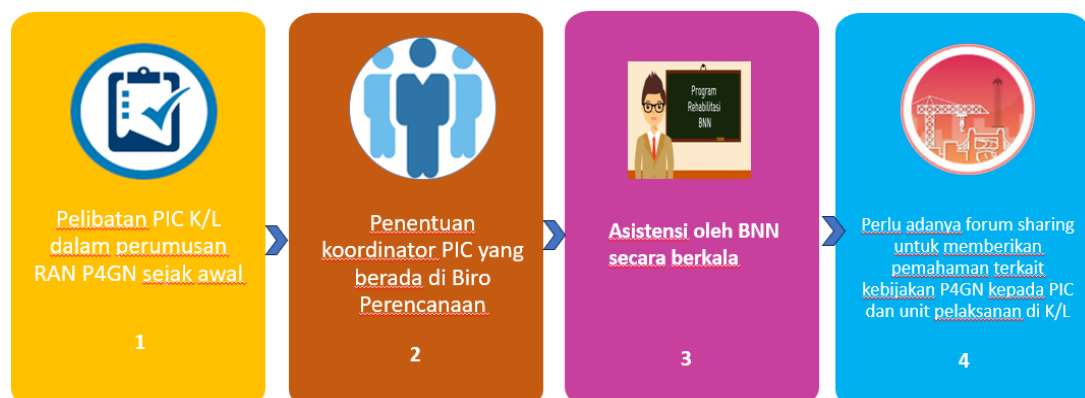 Pelibatan PIC K/L
dalam perumusan
RAN P4GN sejak awal
1
Penentuan
koordinator PIC yang
berada di Biro
Perencanaan
2
Program
Rehabilitasi
BNN
Asistensi oleh BNN
secara berkala
3
Perlu adanya forum sharing
untuk memberikan
pemahaman terkait
kebijakan P4GN kepada PIC
dan unit pelaksanan di K/L
4